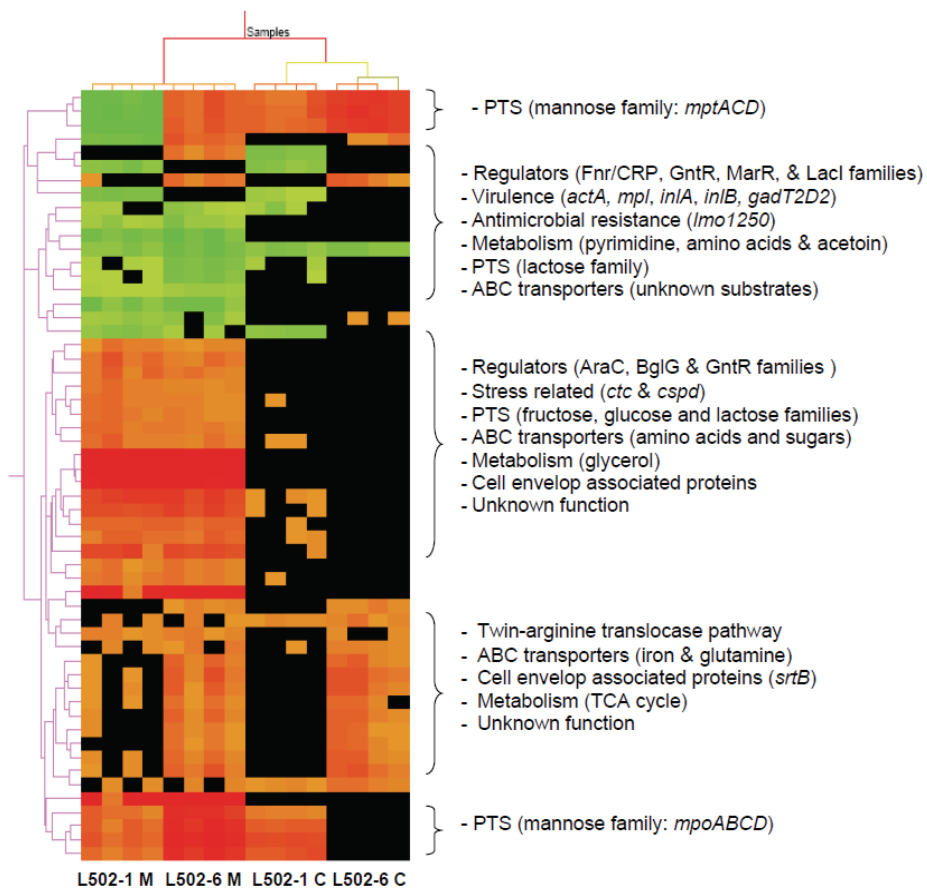 Samples
- PTS (mannose family: mptACD)
- Regulators (Fnr/CRP, GntR, MarR, & LacI families)
- Virulence (actA, mpl, inlA, inlB, gadT2D2)
- Antimicrobial resistance (lmo1250)
- Metabolism (pyrimidine, amino acids & acetoin)
- PTS (lactose family)
- ABC transporters (unknown substrates)
- Regulators (AraC, BglG & GntR families )
- Stress related (ctc & cspd)
- PTS (fructose, glucose and lactose families)
- ABC transporters (amino acids and sugars)
- Metabolism (glycerol)
- Cell envelop associated proteins
- Unknown function
- Twin-arginine translocase pathway
- ABC transporters (iron & glutamine)
- Cell envelop associated proteins (srtB)
- Metabolism (TCA cycle)
- Unknown function
- PTS (mannose family: mpoABCD)
L502-1 M L502-6 M L502-1 C L502-6 C